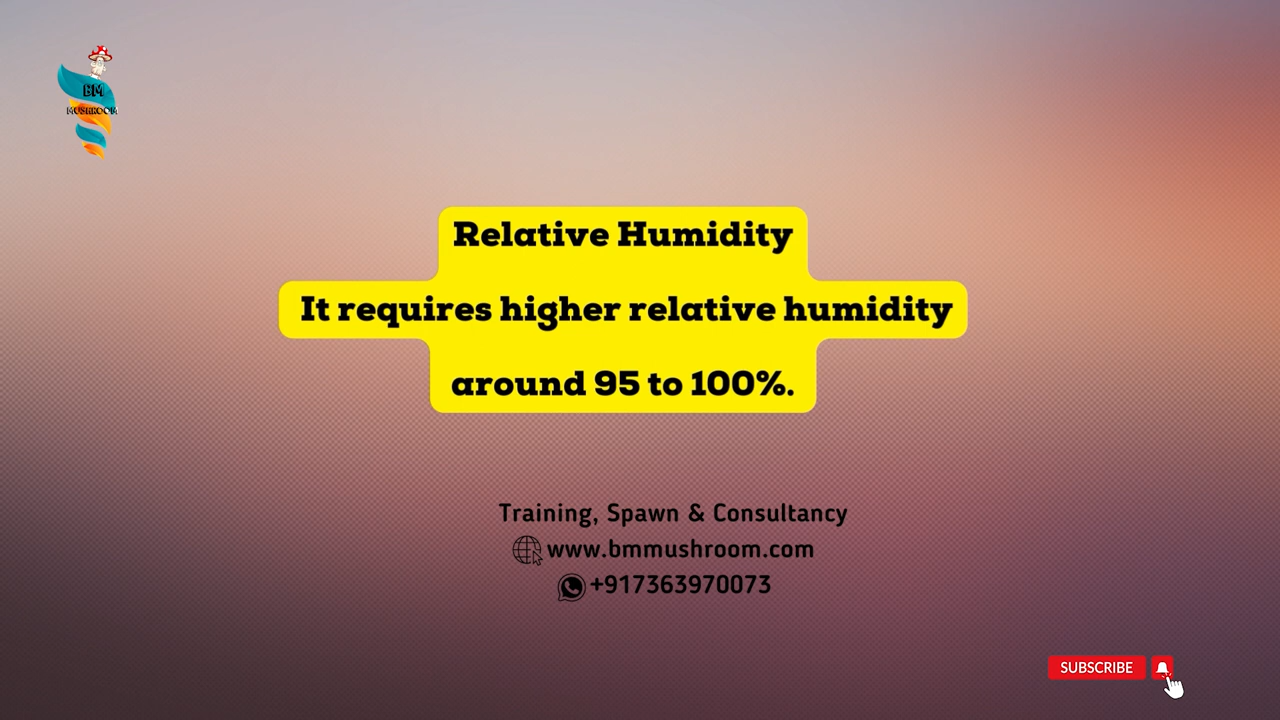 BM
MUSHROOM
Relative Humidity
It requires higher relative humidity
around 95 to 100%.
Training, Spawn & Consultancy
www.bmmushroom.com
+917363970073
SUBSCRIBE